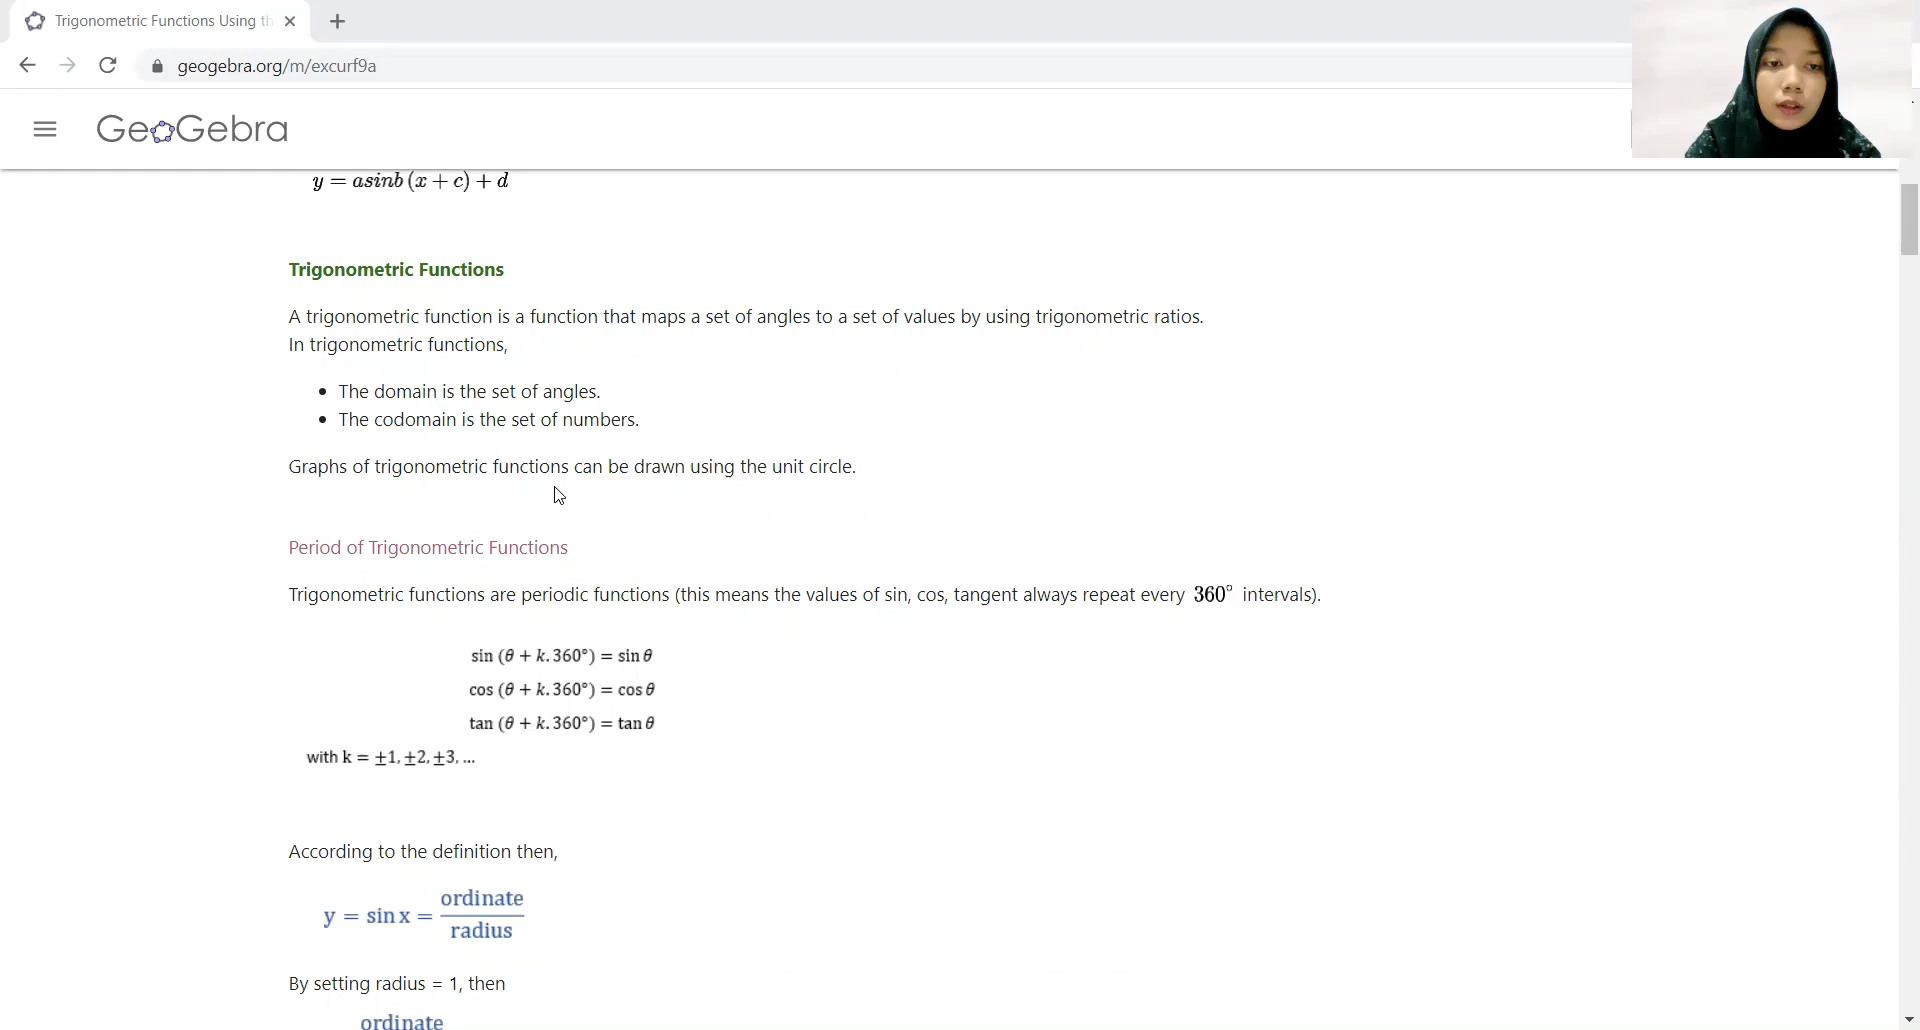 Trigonometric Functions Using th
geogebra.org/m/excurf9a
GeoGebra
y = asinb (x + c) + d
Trigonometric Functions
A trigonometric function is a function that maps a set of angles to a set of values by using trigonometric ratios.
In trigonometric functions,
• The domain is the set of angles.
• The codomain is the set of numbers.
Graphs of trigonometric functions can be drawn using the unit circle.
Period of Trigonometric Functions
Trigonometric functions are periodic functions (this means the values of sin, cos, tangent always repeat every 360° intervals).
sin (θ + k. 360°) = sin θ
cos (θ + k. 360°) = cos θ
tan (θ + k. 360°) = tan θ
with k = ±1, ±2, ±3, ...
According to the definition then,
y = sin x = ordinate
radius
By setting radius = 1, then
ordinate